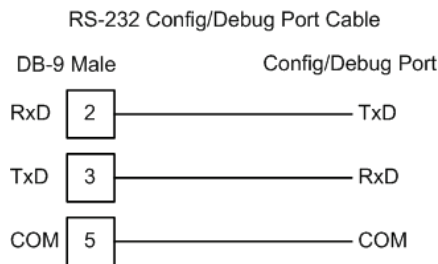 RS-232 Config/Debug Port Cable
DB-9 Male Config/Debug Port
RxD 2 TxD
TxD 3 RxD
COM 5 COM